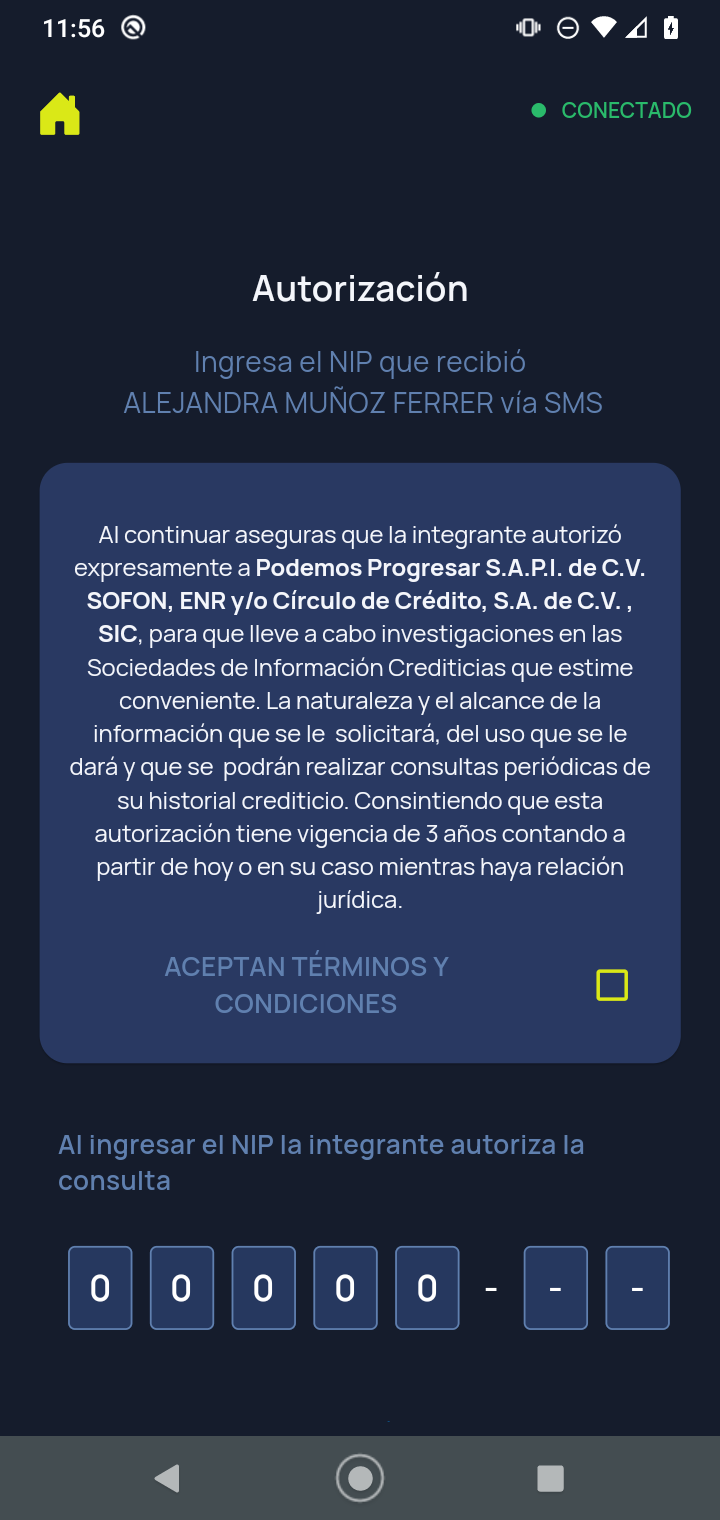 11:56
CONECTADO
Autorización
Ingresa el NIP que recibió
ALEJANDRA MUÑOZ FERRER vía SMS
Al continuar aseguras que la integrante autorizó
expresamente a Podemos Progresar S.A.P.I. de C.V.
SOFON, ENR y/o Círculo de Crédito, S.A. de C.V. ,
SIC, para que lleve a cabo investigaciones en las
Sociedades de Información Crediticias que estime
conveniente. La naturaleza y el alcance de la
información que se le  solicitará, del uso que se le
dará y que se  podrán realizar consultas periódicas de
su historial crediticio. Consintiendo que esta
autorización tiene vigencia de 3 años contando a
partir de hoy o en su caso mientras haya relación
jurídica.
ACEPTAN TÉRMINOS Y
CONDICIONES
Al ingresar el NIP la integrante autoriza la
consulta
0 0 0 0 0 - - -